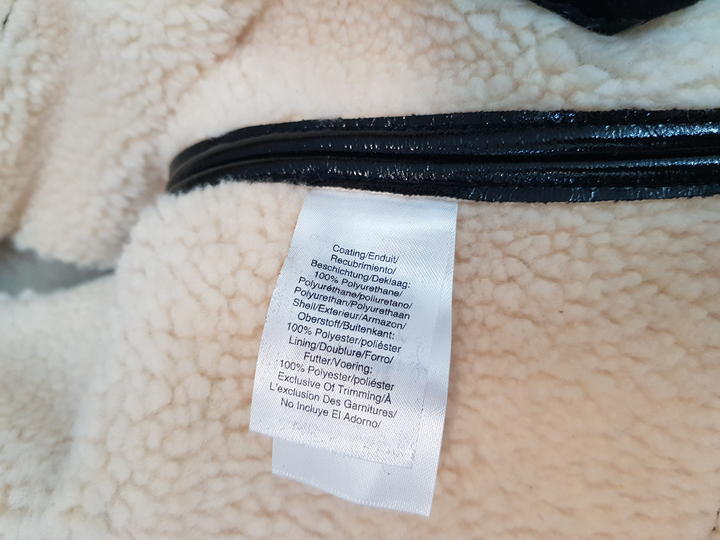 Coating/Enduit/
Recubrimiento/
Beschichtung/Deklaag:
100% Polyurethane/
Polyuréthane/poliuretano/
Polyurethan/Polyurethaan
Shell/Exterieur/Armazon/
Oberstoff/Buitenkant:
100% Polyester/poliéster
Lining/Doublure/Forro/
Futter/Voering:
100% Polyester/poliéster
Exclusive Of Trimming/À
L'exclusion Des Garnitures/
No Incluye El Adorno/